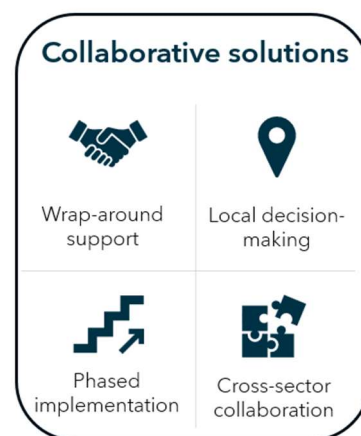 Collaborative solutions
Wrap-around
support
Local decision-
making
Phased
implementation
Cross-sector
collaboration